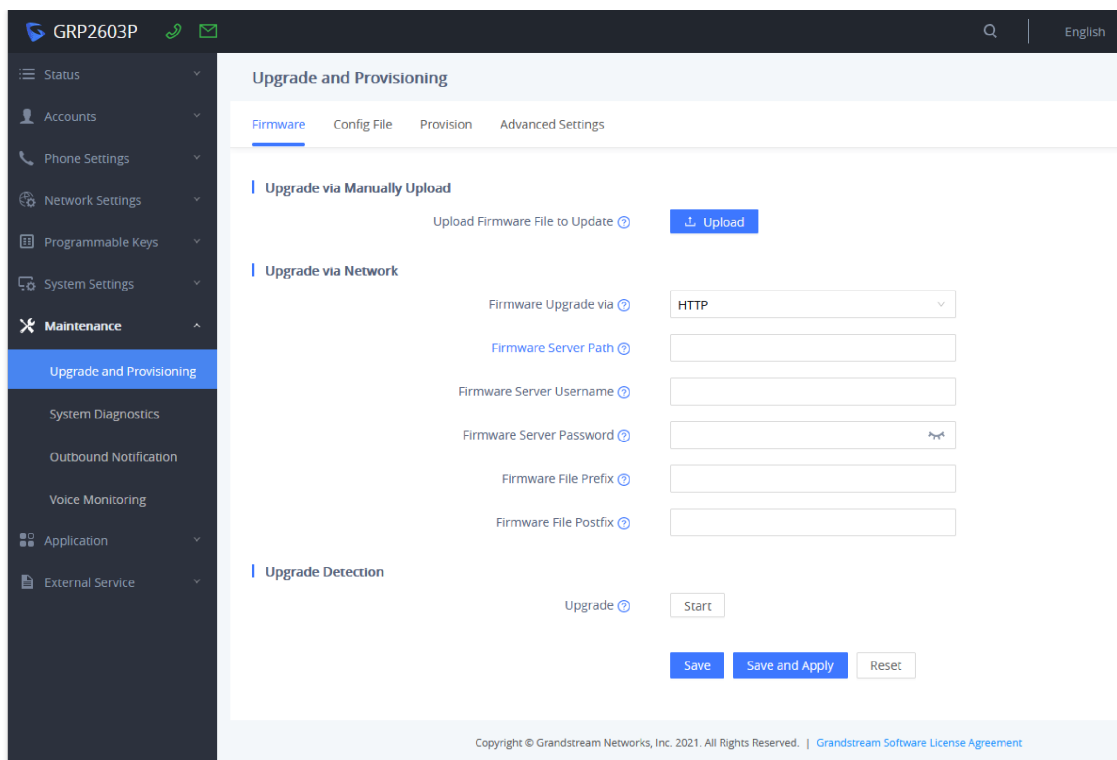 GRP2603P
English
Status
Accounts
Phone Settings
Network Settings
Programmable Keys
System Settings
Maintenance
Upgrade and Provisioning
System Diagnostics
Outbound Notification
Voice Monitoring
Application
External Service
Upgrade and Provisioning
Firmware Config File Provision Advanced Settings
Upgrade via Manually Upload
Upload Firmware File to Update ? Upload
Upgrade via Network
Firmware Upgrade via ? HTTP
Firmware Server Path ?
Firmware Server Username ?
Firmware Server Password ?
Firmware File Prefix ?
Firmware File Postfix ?
Upgrade Detection
Upgrade ? Start
Save Save and Apply Reset
Copyright © Grandstream Networks, Inc. 2021. All Rights Reserved. | Grandstream Software License Agreement